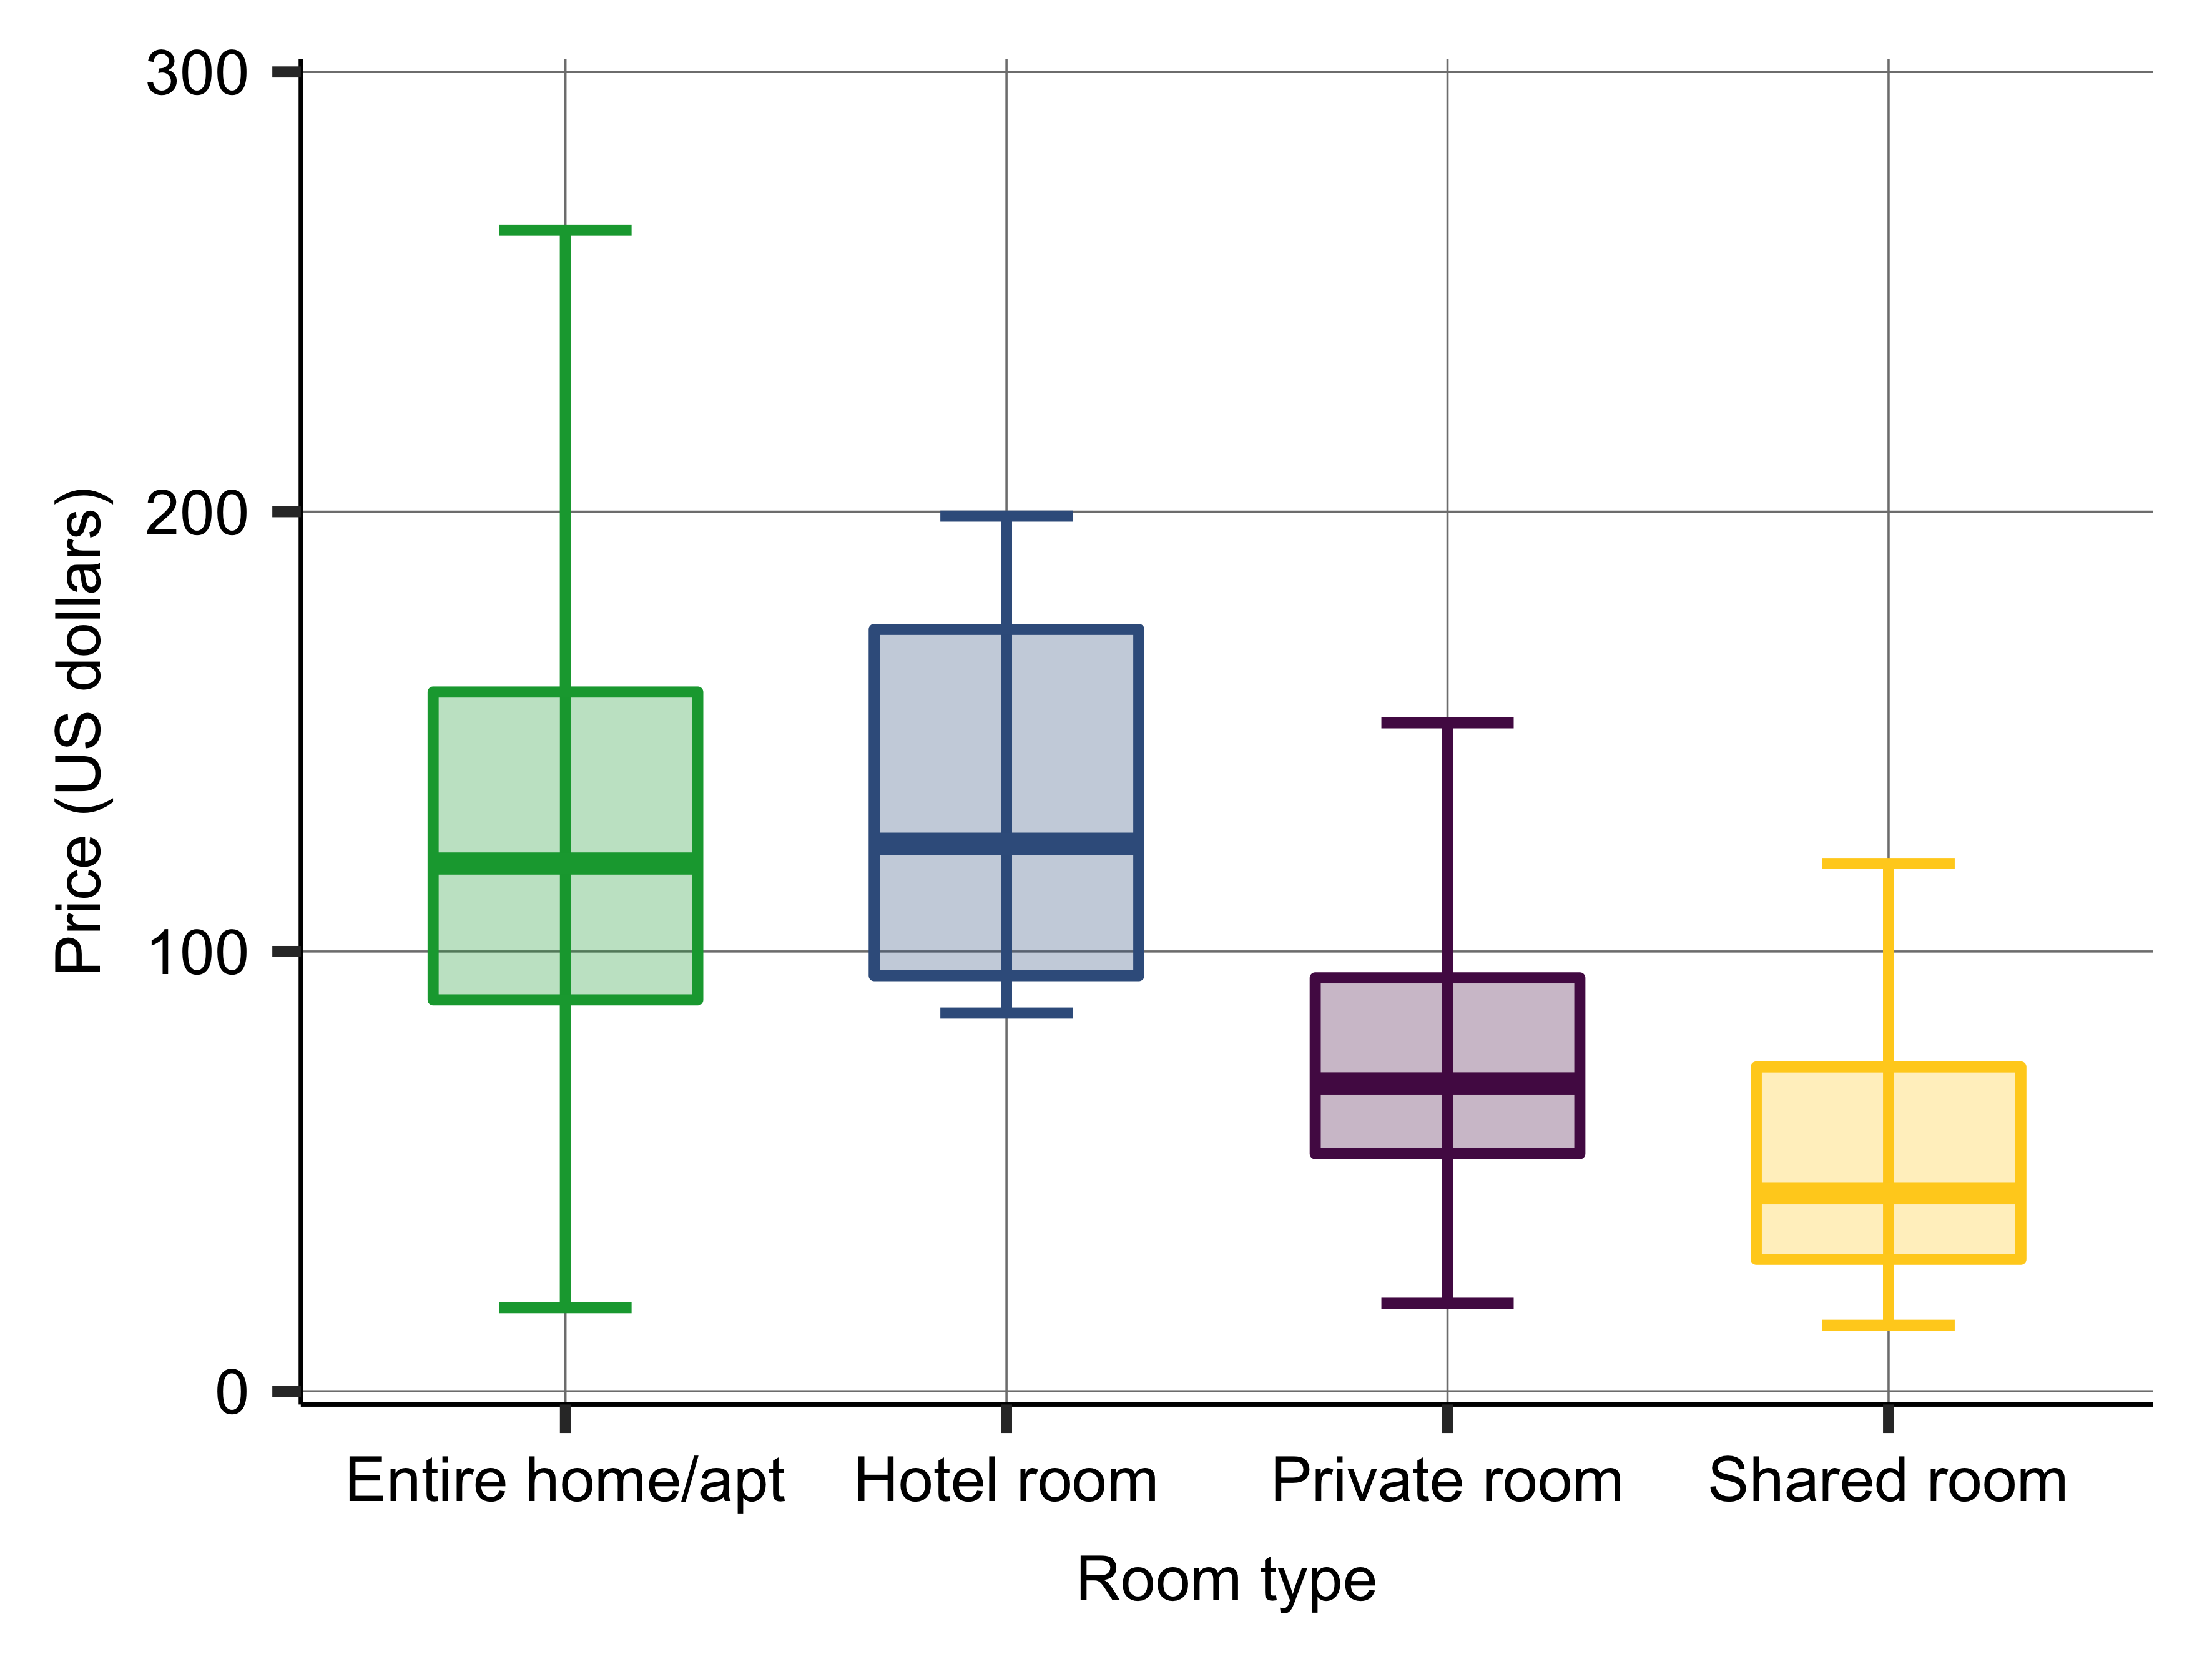 300
200
100
0
Price (US dollars)
Entire home/apt
Hotel room
Private room
Shared room
Room type